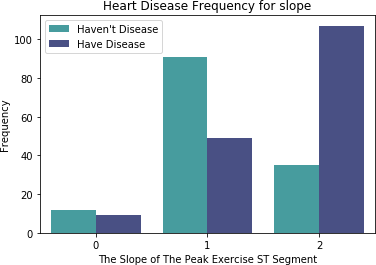 Heart Disease Frequency for slope
Haven't Disease
Have Disease
Frequency
100
80
60
40
20
0
0 1 2
The Slope of The Peak Exercise ST Segment